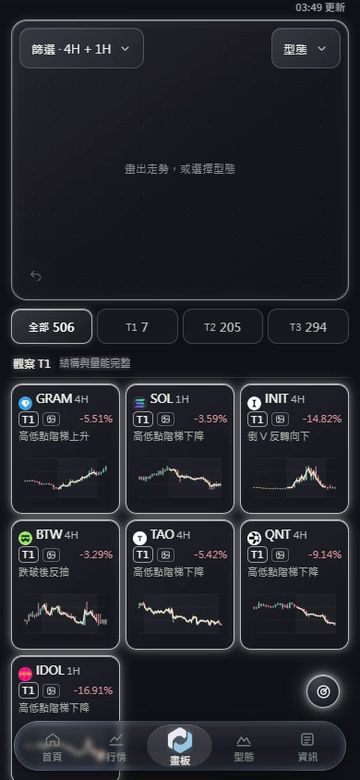 03:49 更新
篩選 · 4H + 1H
型態
畫出走勢，或選擇型態
全部 506
T1 7
T2 205
T3 294
觀察 T1 結構與量能完整
GRAM 4H
T1 -5.51%
高低點階梯上升
SOL 1H
T1 -3.59%
高低點階梯下降
INIT 4H
T1 -14.82%
倒 V 反轉向下
BTW 4H
T1 -3.29%
跌破後反抽
TAO 4H
T1 -5.42%
高低點階梯下降
QNT 4H
T1 -9.14%
高低點階梯下降
IDOL 1H
T1 -16.91%
高低點階梯下降
首頁
行情
畫板
型態
資訊